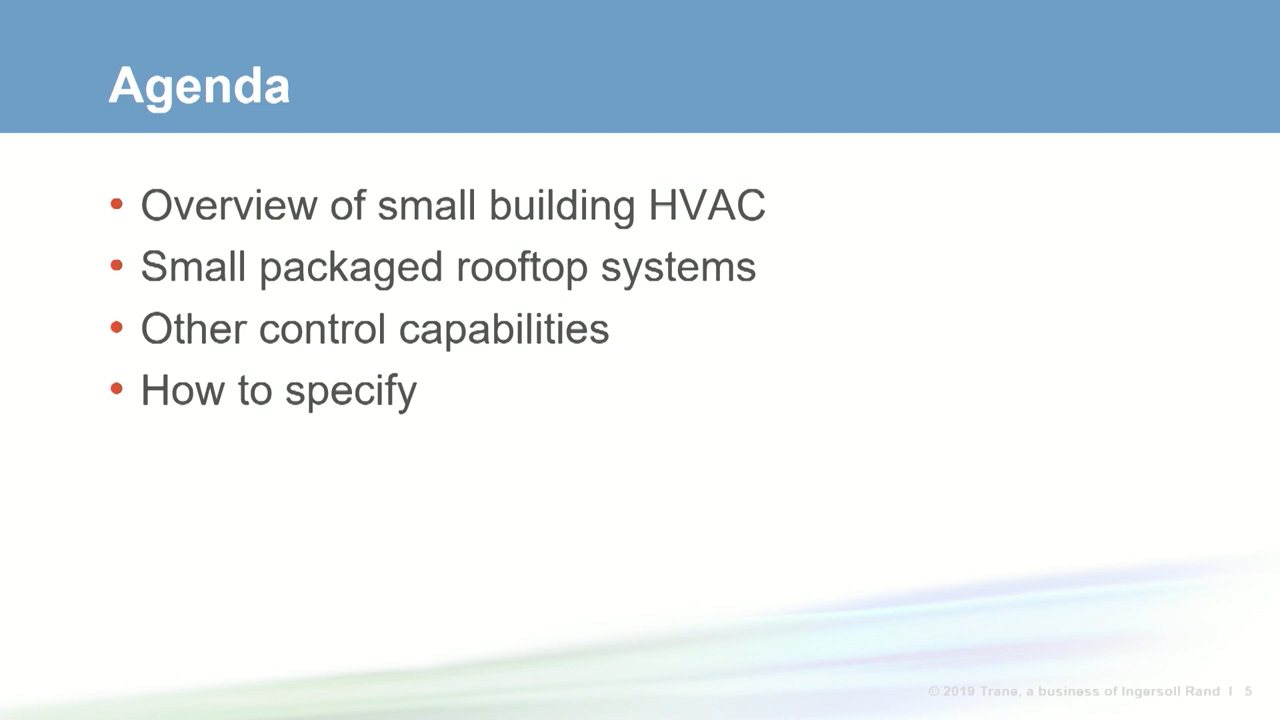 Agenda
• Overview of small building HVAC
• Small packaged rooftop systems
• Other control capabilities
• How to specify
© 2019 Trane, a business of Ingersoll Rand | 5